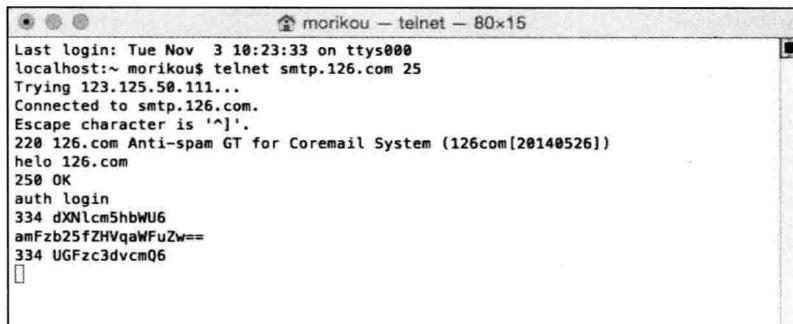 morikou — telnet — 80×15
Last login: Tue Nov  3 10:23:33 on ttys000
localhost:~ morikou$ telnet smtp.126.com 25
Trying 123.125.50.111...
Connected to smtp.126.com.
Escape character is '^]'.
220 126.com Anti-spam GT for Coremail System (126com[20140526])
helo 126.com
250 OK
auth login
334 dXNlcm5hbWU6
amFzb25fZHVqaWFuZw==
334 UGFzc3dvcmQ6